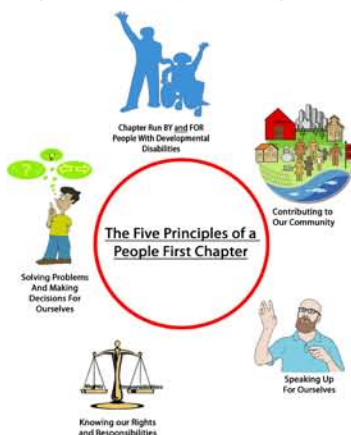 Chapter Run BY and FOR
People With Developmental
Disabilities
Contributing to
Our Community
The Five Principles of a
People First Chapter
?
Solving Problems
And Making
Decisions For
Ourselves
Speaking Up
For Ourselves
Knowing our Rights
and Responsibilities